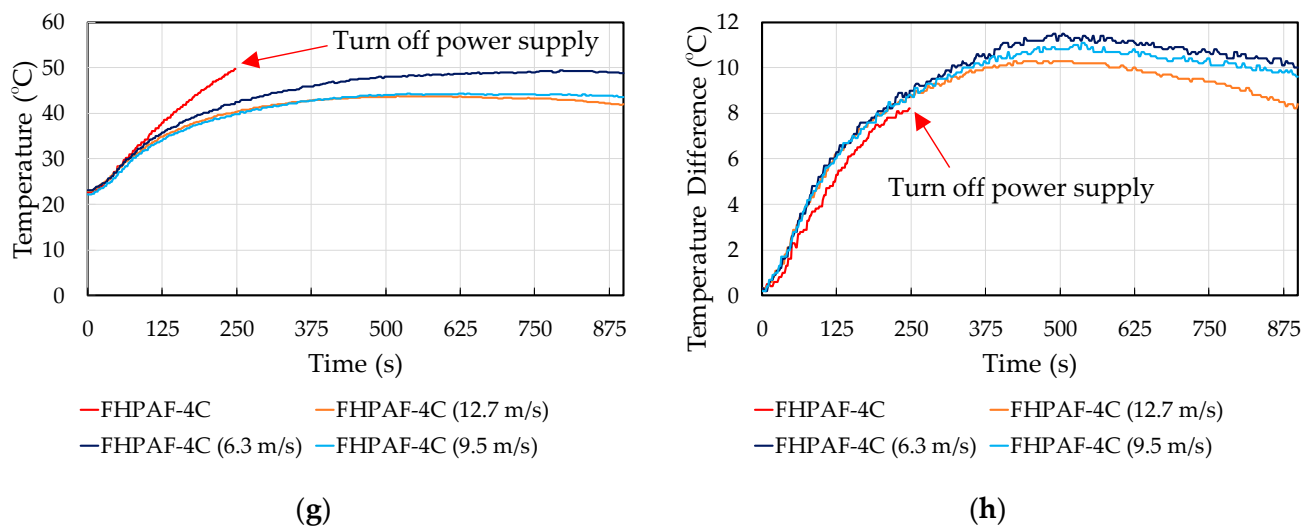 60
50
40
30
20
10
0
Temperature (°C)
Turn off power supply
0 125 250 375 500 625 750 875
Time (s)
FHPAF-4C FHPAF-4C (12.7 m/s)
FHPAF-4C (6.3 m/s) FHPAF-4C (9.5 m/s)
(g)
12
10
8
6
4
2
0
Temperature Difference (°C)
Turn off power supply
0 125 250 375 500 625 750 875
Time (s)
FHPAF-4C FHPAF-4C (12.7 m/s)
FHPAF-4C (6.3 m/s) FHPAF-4C (9.5 m/s)
(h)